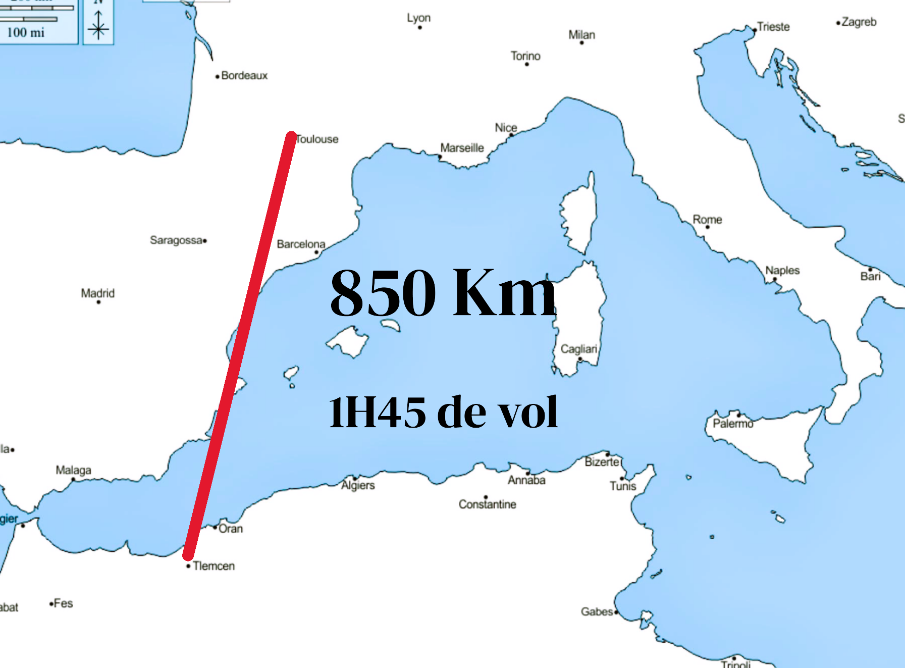 N
100 mi
Lyon
Zagreb
Trieste
Milan
Torino
Bordeaux
Nice
Toulouse
Marseille
Rome
Saragossa
Barcelona
Naples
Bari
850 Km
Madrid
Cagliari
1H45 de vol
Palermo
Malaga
Bizerte
Annaba
Tunis
Algiers
Constantine
Oran
Tlemcen
Fes
Gabes
Tripoli